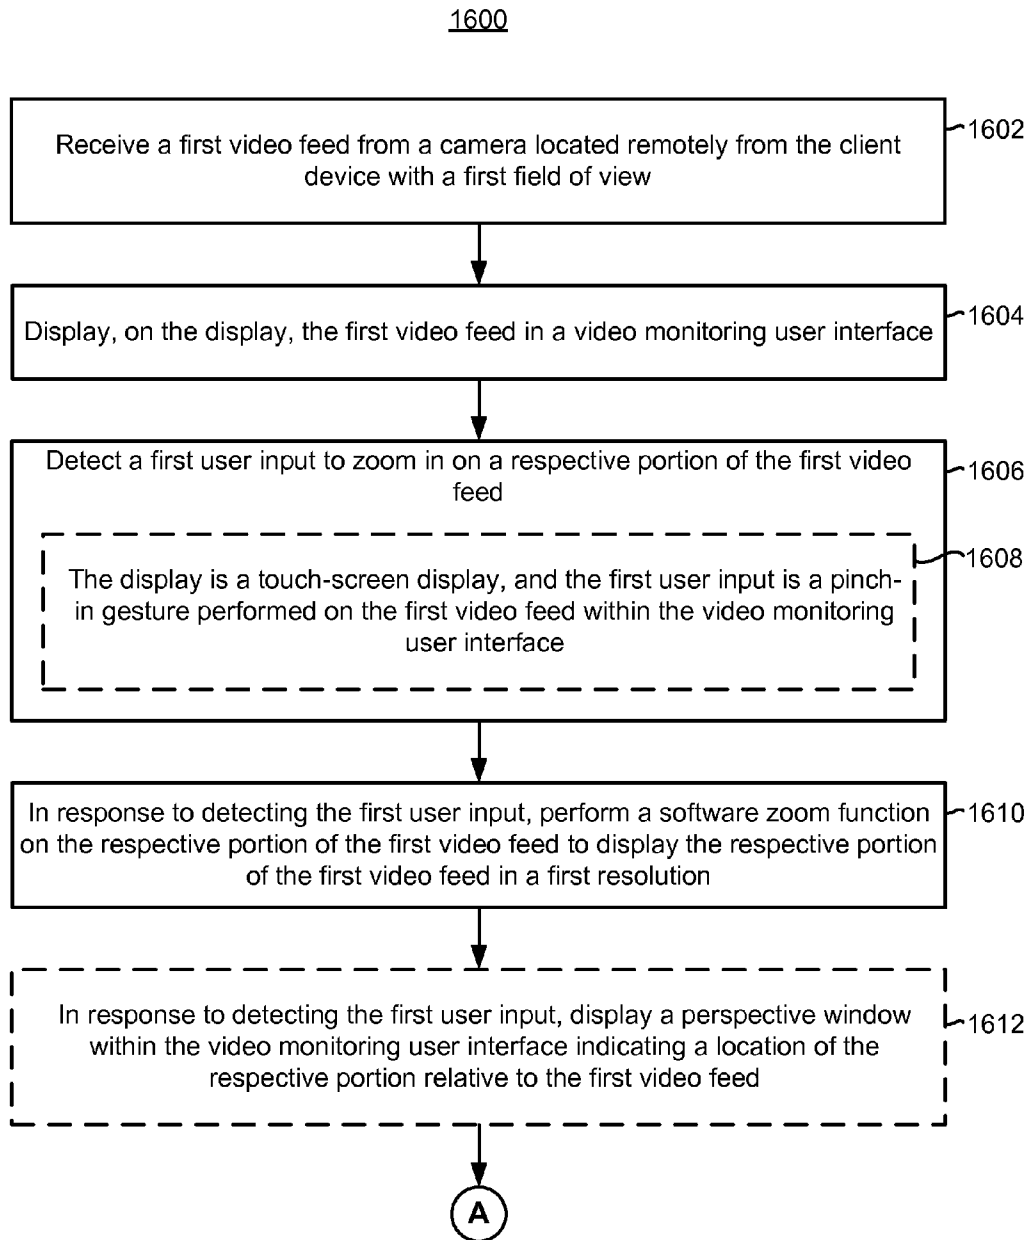 1600
Receive a first video feed from a camera located remotely from the client
device with a first field of view
1602
Display, on the display, the first video feed in a video monitoring user interface
1604
Detect a first user input to zoom in on a respective portion of the first video
feed
1606
The display is a touch-screen display, and the first user input is a pinch-
in gesture performed on the first video feed within the video monitoring
user interface
1608
In response to detecting the first user input, perform a software zoom function
on the respective portion of the first video feed to display the respective portion
of the first video feed in a first resolution
1610
In response to detecting the first user input, display a perspective window
within the video monitoring user interface indicating a location of the
respective portion relative to the first video feed
1612
A